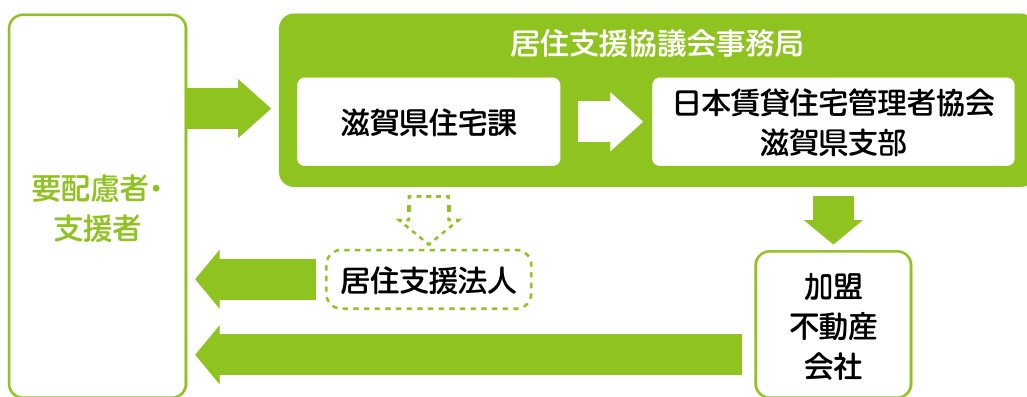 居住支援協議会事務局
滋賀県住宅課
日本賃貸住宅管理者協会
滋賀県支部
要配慮者・
支援者
居住支援法人
加盟
不動産
会社